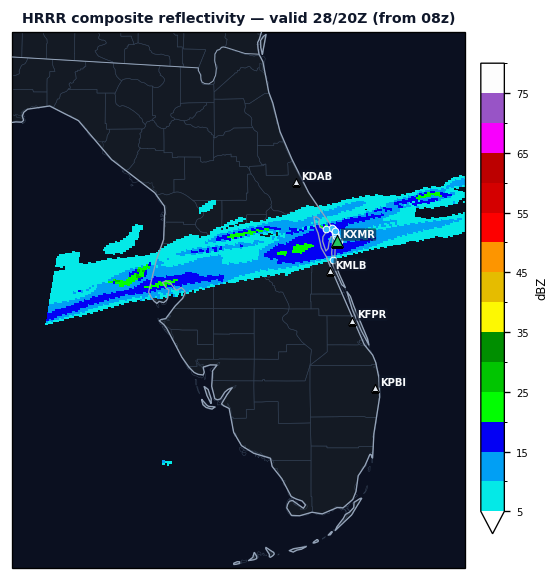 HRRR composite reflectivity — valid 28/20Z (from 08z)
75
65
55
45
35
25
15
5
dBZ
KDAB
KXMR
KMLB
KFPR
KPBI